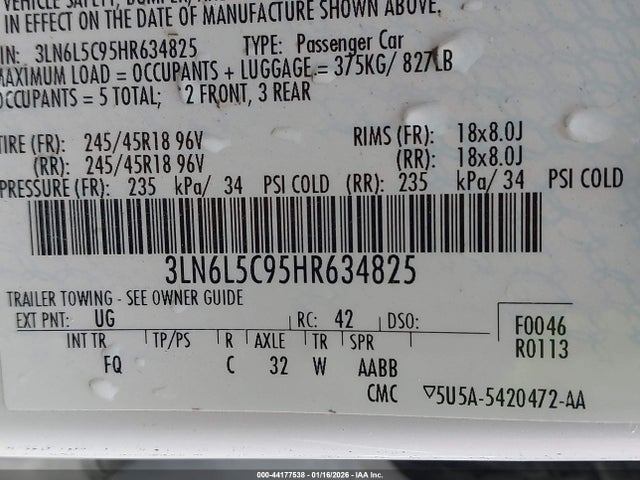 VEHICLE SAFETY, BUMPER, AND
IN EFFECT ON THE DATE OF MANUFACTURE SHOWN ABOVE.
IN: 3LN6L5C95HR634825 TYPE: Passenger Car
MAXIMUM LOAD = OCCUPANTS + LUGGAGE = 375KG/ 827LB
OCCUPANTS = 5 TOTAL; 2 FRONT, 3 REAR
TIRE (FR): 245/45R18 96V RIMS (FR): 18x8.0J
(RR): 245/45R18 96V (RR): 18x8.0J
PRESSURE (FR): 235 kPa/ 34 PSI COLD (RR): 235 kPa/ 34 PSI COLD
3LN6L5C95HR634825
TRAILER TOWING - SEE OWNER GUIDE
EXT PNT: UG RC: 42 DSO: F0046
INT TR TP/PS R AXLE TR SPR R0113
FQ C 32 W AABB
CMC ▽5U5A-5420472-AA
000-44177538 - 01/16/2026 - IAA Inc.